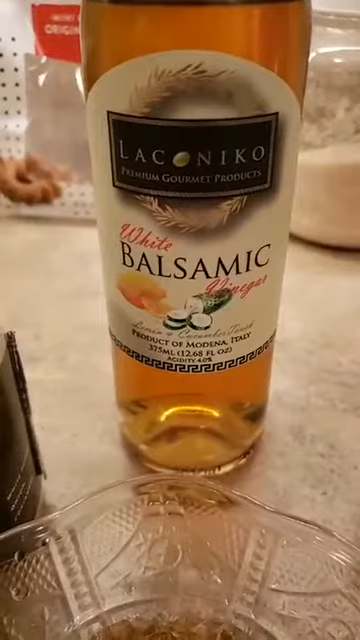 LACONIKO
PREMIUM GOURMET PRODUCTS
White
BALSAMIC
Vinegar
Lemon & Cucumber
PRODUCT OF MODENA, ITALY
375ML (12.68 FL OZ)
ACIDITY 4.0%
ORIGIN